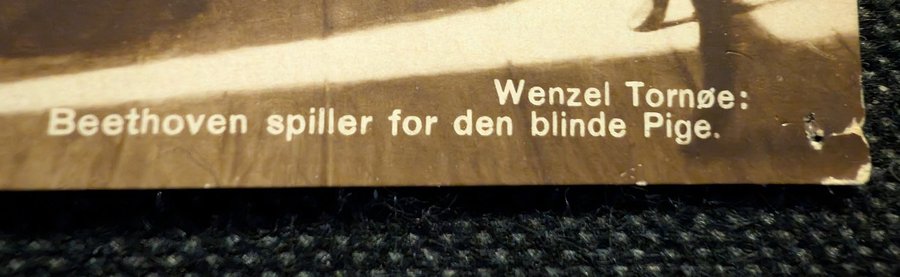 Wenzel Tornøe:
Beethoven spiller for den blinde Pige.